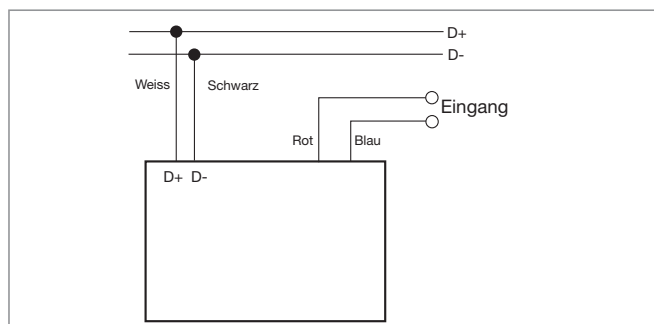 D+
D-
Weiss Schwarz
Eingang
Rot Blau
D+ D-